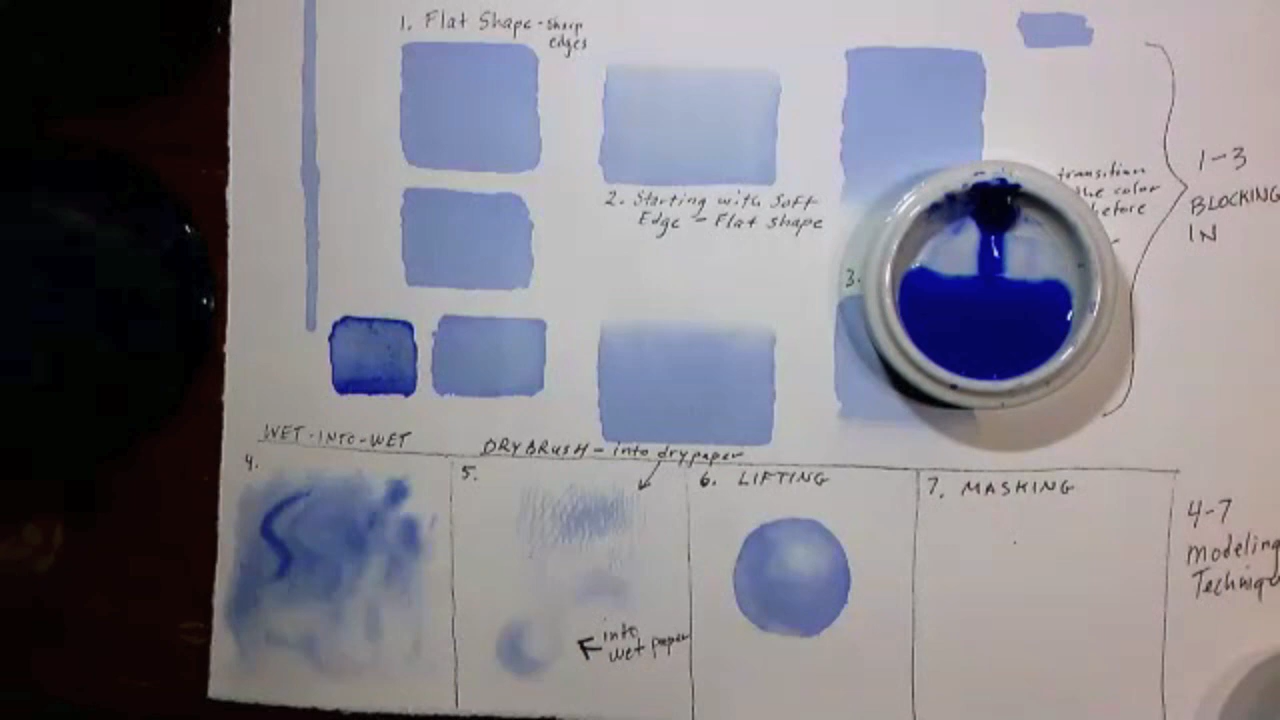 1. Flat Shape - sharp
edges
2. Starting with Soft
Edge - Flat shape
3.
transition
the color
before
1-3
BLOCKING
IN
WET-INTO-WET
4.
DRYBRUSH - into dry paper
5.
into
wet paper
6. LIFTING
7. MASKING
4-7
Modeling